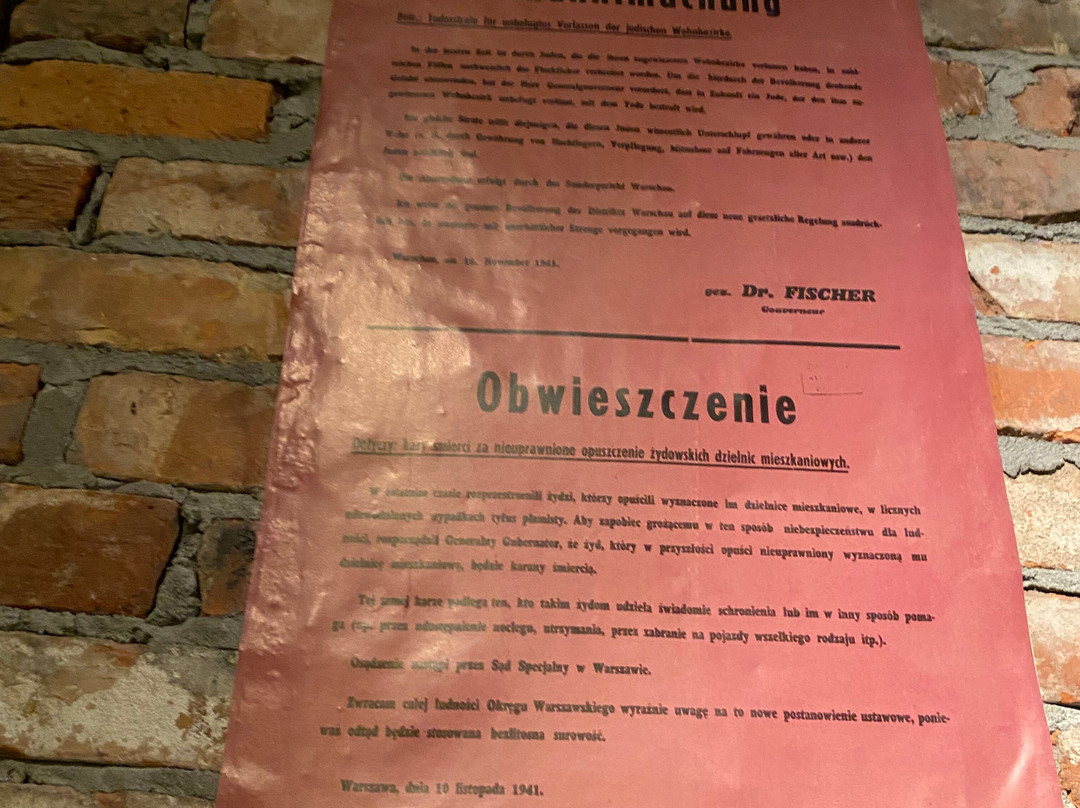 Betr.: Todesstrafe für unbefugtes Verlassen der jüdischen Wohnbezirke.
In der letzten Zeit ist durch Juden, die die ihnen zugewiesenen Wohnbezirke verlassen haben, in zahl-
reichen Fällen nachweislich das Fleckfieber verbreitet worden. Um die hierdurch der Bevölkerung drohende
Gefahr abzuwenden, hat der Herr Generalgouverneur verordnet, dass in Zukunft ein Jude, der den ihm zu-
gewiesenen Wohnbezirk unbefugt verlässt, mit dem Tode bestraft wird.
Die gleiche Strafe trifft diejenigen, die diesen Juden wissentlich Unterschlupf gewähren oder in anderer
Weise (z. B. durch Gewährung von Nachtlagern, Verpflegung, Mitnahme auf Fahrzeugen aller Art usw.) den
Juden
Die Aburteilung erfolgt durch das Sondergericht Warschau.
Ich weise die gesamte Bevölkerung des Distrikts Warschau auf diese neue gesetzliche Regelung ausdrück-
lich hin, da nunmehr mit unerbittlicher Strenge vorgegangen wird.
Warschau, am 10. November 1941.
gez. Dr. FISCHER
Gouverneur
Obwieszczenie
Dotyczy: kary śmierci za nieuprawnione opuszczenie żydowskich dzielnic mieszkaniowych.
W ostatnim czasie rozprzestrzenili żydzi, którzy opuścili wyznaczone im dzielnice mieszkaniowe, w licznych
udowodnionych wypadkach tyfus plamisty. Aby zapobiec grożącemu w ten sposób niebezpieczeństwu dla lud-
ności, rozporządził Generalny Gubernator, że żyd, który w przyszłości opuści nieuprawniony wyznaczoną mu
dzielnicę mieszkaniową, będzie karany śmiercią.
Tej samej karze podlega ten, kto takim żydom udziela świadomie schronienia lub im w inny sposób poma-
ga (np. przez udostępnienie noclegu, utrzymania, przez zabranie na pojazdy wszelkiego rodzaju itp.).
Osądzenie nastąpi przez Sąd Specjalny w Warszawie.
Zwracam całej ludności Okręgu Warszawskiego wyraźnie uwagę na to nowe postanowienie ustawowe, ponie-
waż odtąd będzie stosowana bezlitosna surowość.
Warszawa, dnia 10 listopada 1941.